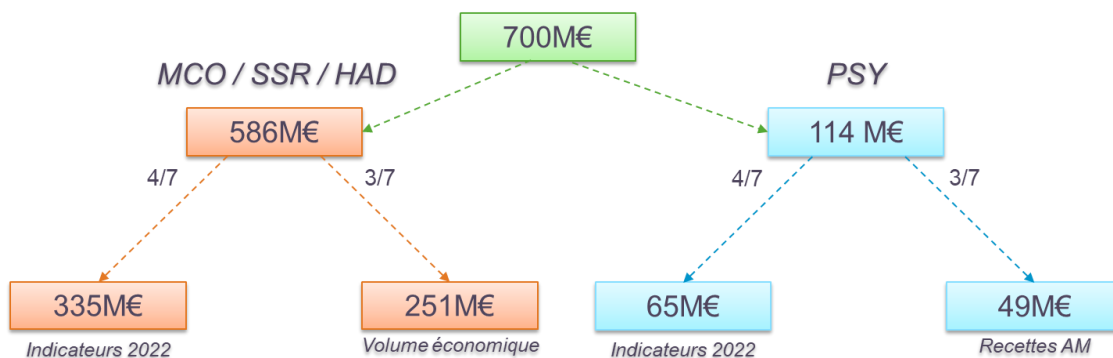 700M€
MCO / SSR / HAD
PSY
586M€
114 M€
4/7
3/7
4/7
3/7
335M€
251M€
65M€
49M€
Indicateurs 2022
Volume économique
Indicateurs 2022
Recettes AM